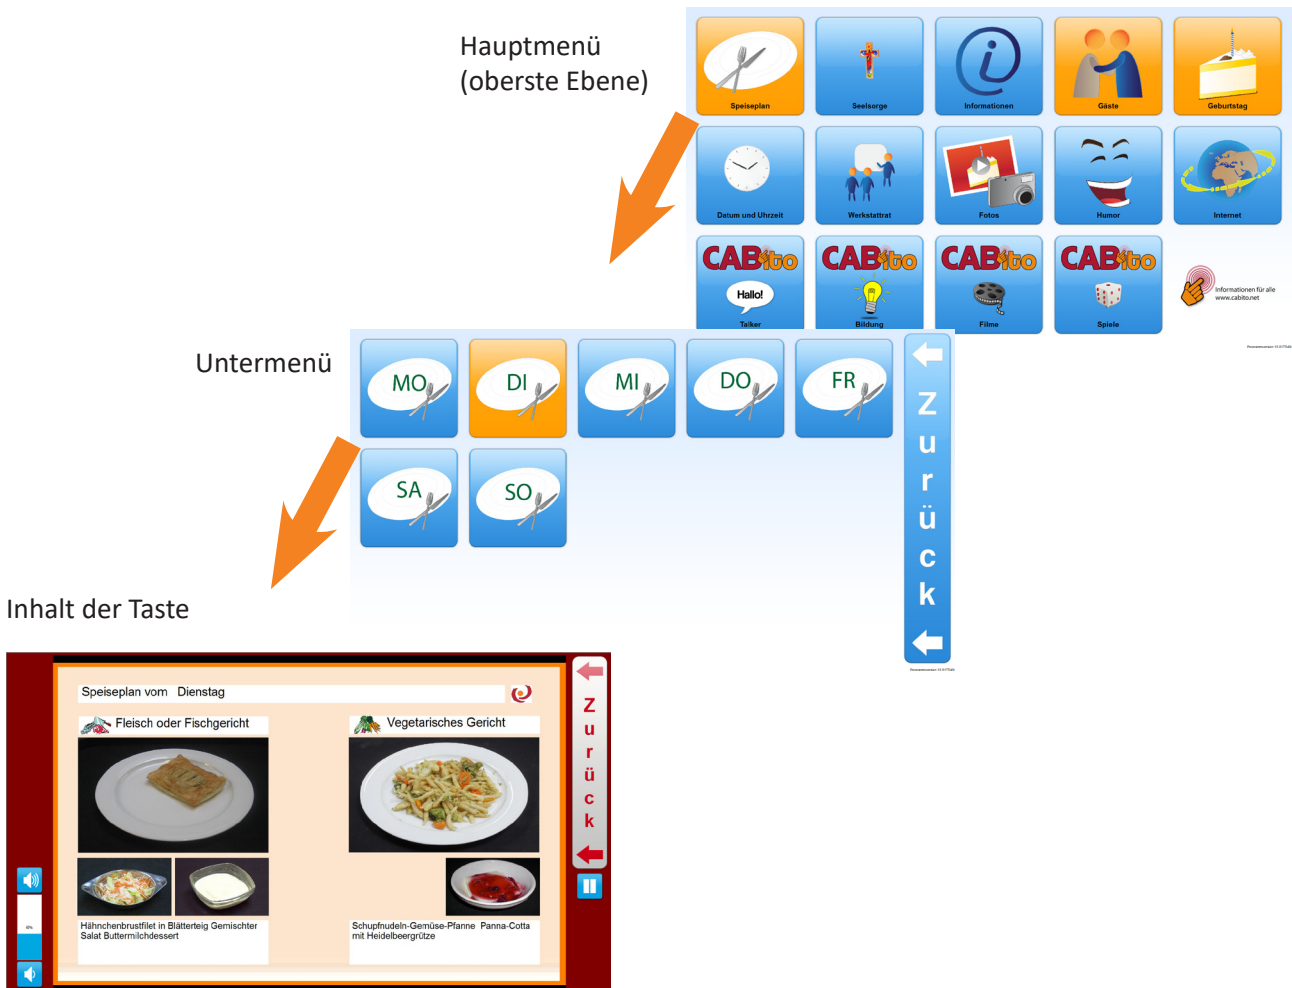 Hauptmenü
(oberste Ebene)
Speiseplan
Seelsorge
Informationen
Gäste
Geburtstag
Datum und Uhrzeit
Werkstattrat
Fotos
Humor
Internet
CABito
Hallo!
Talker
CABito
Bildung
CABito
Filme
CABito
Spiele
Informationen für alle
www.cabito.net
Untermenü
MO
DI
MI
DO
FR
SA
SO
Zurück
Inhalt der Taste
Speiseplan vom Dienstag
Fleisch oder Fischgericht
Vegetarisches Gericht
Hähnchenbrustfilet in Blätterteig Gemischter
Salat Buttermilchdessert
Schupfnudeln-Gemüse-Pfanne Panna-Cotta
mit Heidelbeergrütze
Zurück